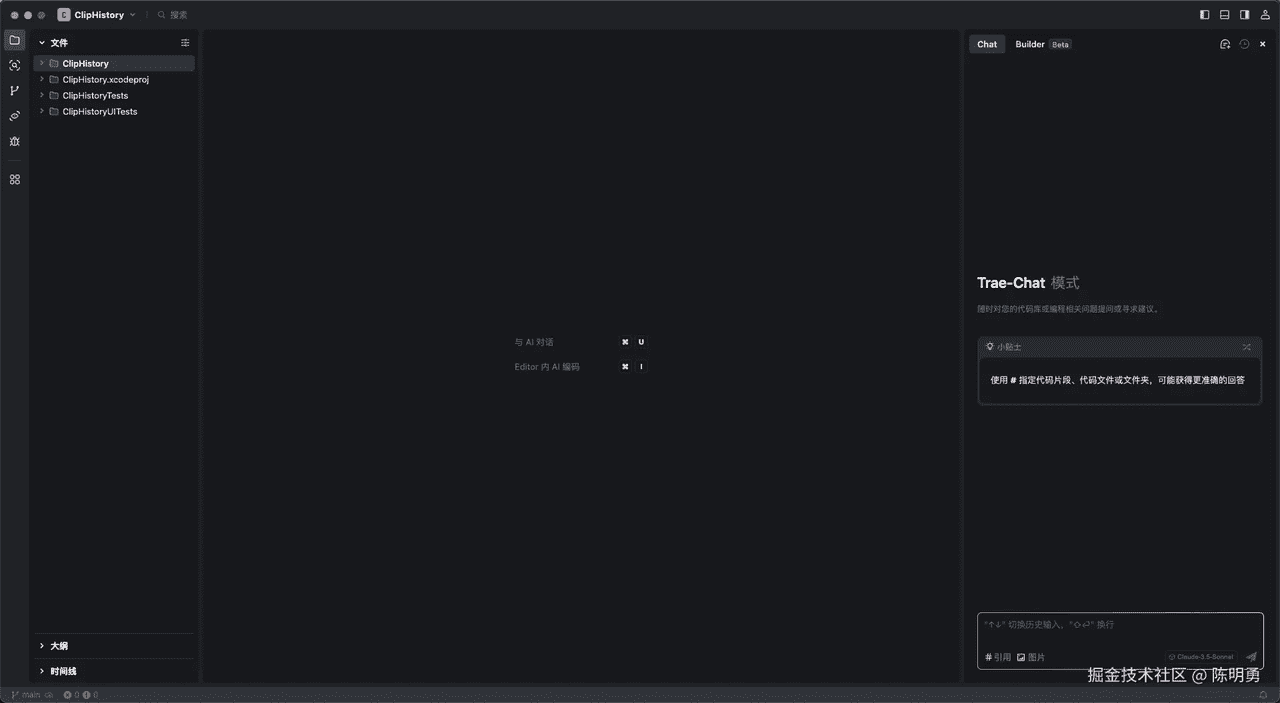 C ClipHistory
搜索
文件
ClipHistory
ClipHistory.xcodeproj
ClipHistoryTests
ClipHistoryUITests
大纲
时间线
main
0 0
与 AI 对话 ⌘ U
Editor 内 AI 编码 ⌘ I
Chat Builder Beta
Trae-Chat 模式
随时对您的代码库或编程相关问题提问或寻求建议。
小贴士
使用 # 指定代码片段、代码文件或文件夹，可能获得更准确的回答
"↑↓" 切换历史输入，"⇧⏎" 换行
# 引用 图片
Claude-3.5-Sonnet
掘金技术社区 @ 陈明勇